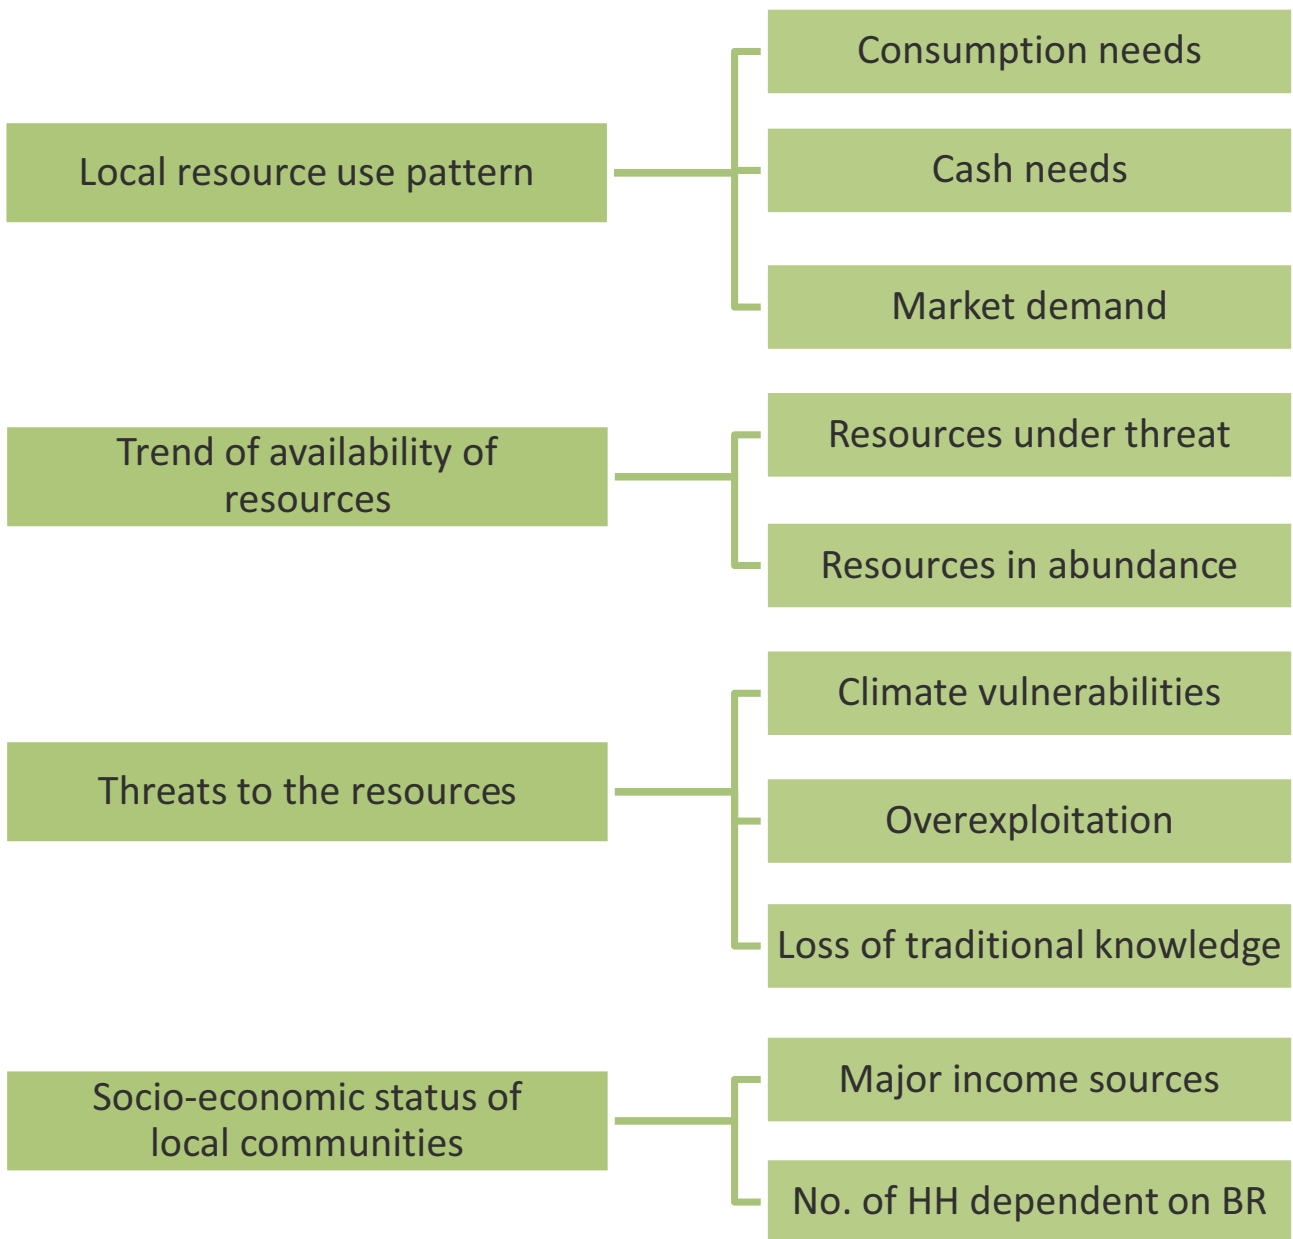 Local resource use pattern
Consumption needs
Cash needs
Market demand
Trend of availability of
resources
Resources under threat
Resources in abundance
Threats to the resources
Climate vulnerabilities
Overexploitation
Loss of traditional knowledge
Socio-economic status of
local communities
Major income sources
No. of HH dependent on BR